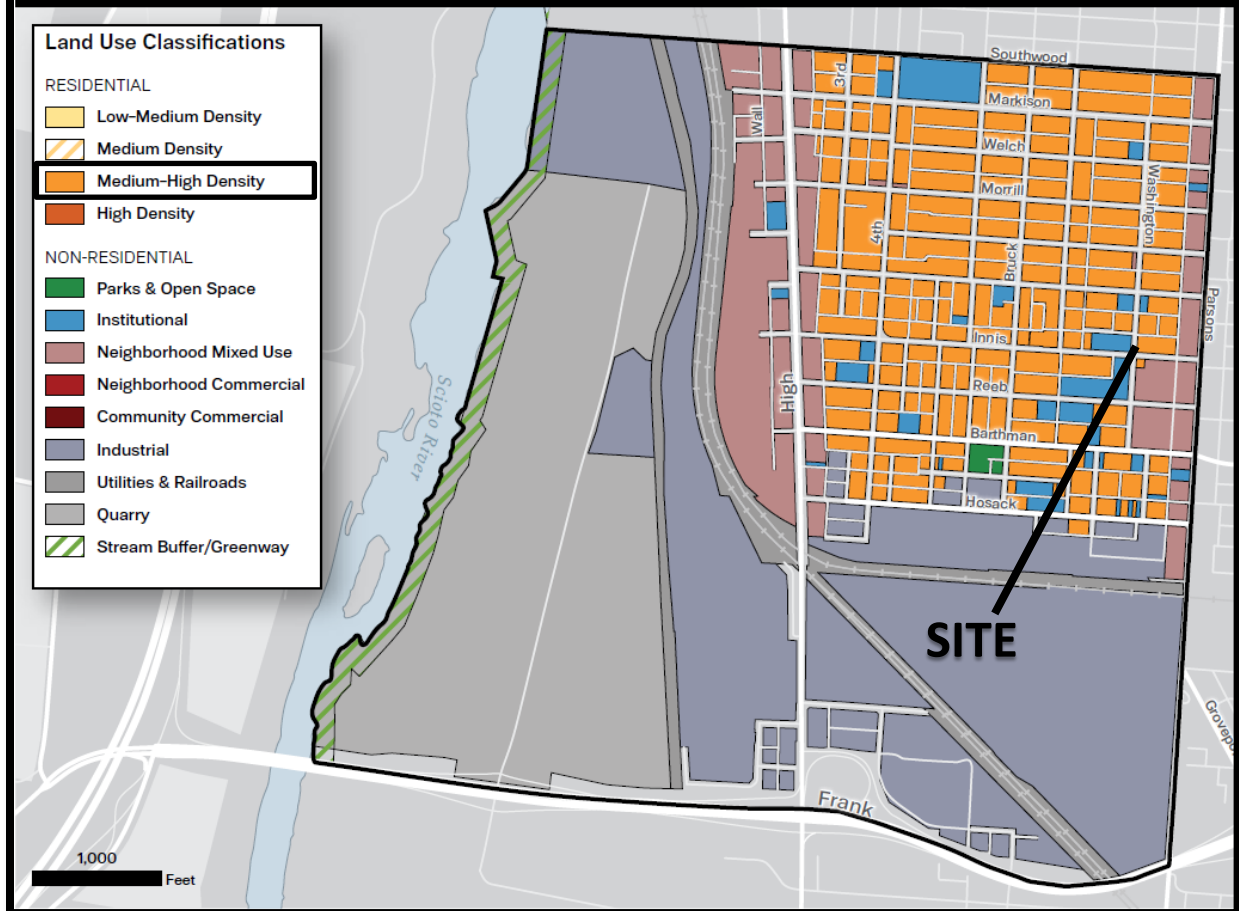 Land Use Classifications
RESIDENTIAL
Low-Medium Density
Medium Density
Medium-High Density
High Density
NON-RESIDENTIAL
Parks & Open Space
Institutional
Neighborhood Mixed Use
Neighborhood Commercial
Community Commercial
Industrial
Utilities & Railroads
Quarry
Stream Buffer/Greenway
Southwood
3rd
Markison
Wall
Welch
Washington
Morrill
4th
Bruck
Parsons
Innis
Scioto River
High
Reeb
Barthman
Hosack
SITE
Frank
1,000
Feet